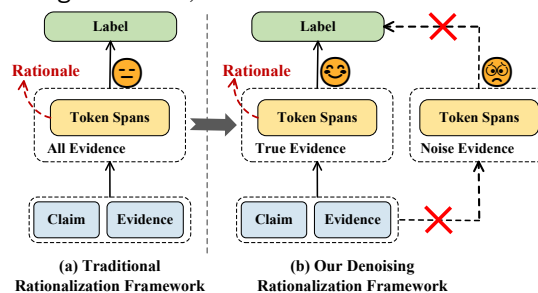 Label
Rationale
Token Spans
All Evidence
Claim
Evidence
(a) Traditional
Rationalization Framework
Label
Rationale
Token Spans
True Evidence
Token Spans
Noise Evidence
Claim
Evidence
(b) Our Denoising
Rationalization Framework